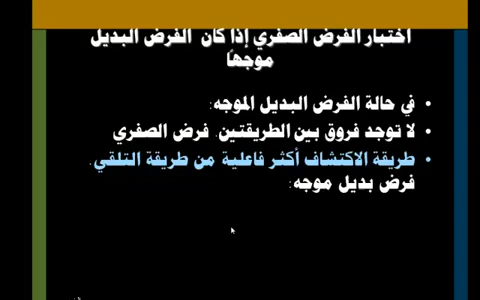 اختبار الفرض الصفري إذا كان الفرض البديل
موجهاً
• في حالة الفرض البديل الموجه:
• لا توجد فروق بين الطريقتين. فرض الصفري
• طريقة الاكتشاف أكثر فاعلية من طريقة التلقي.
فرض بديل موجه: